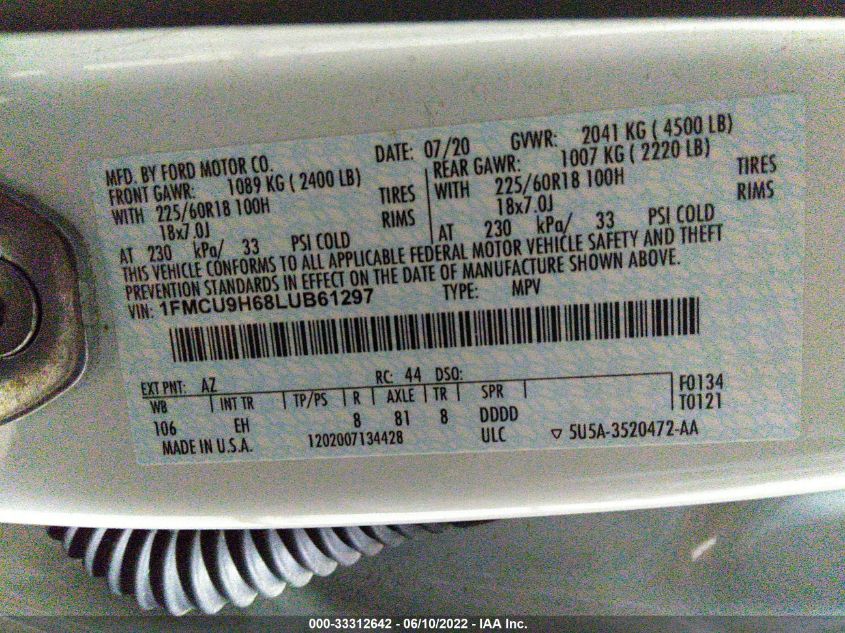 MFD. BY FORD MOTOR CO. DATE: 07/20 GVWR: 2041 KG ( 4500 LB)
FRONT GAWR: 1089 KG ( 2400 LB) REAR GAWR: 1007 KG ( 2220 LB)
WITH 225/60R18 100H TIRES WITH 225/60R18 100H TIRES
18x7.0J RIMS 18x7.0J RIMS
AT 230 kPa/ 33 PSI COLD AT 230 kPa/ 33 PSI COLD
THIS VEHICLE CONFORMS TO ALL APPLICABLE FEDERAL MOTOR VEHICLE SAFETY AND THEFT
PREVENTION STANDARDS IN EFFECT ON THE DATE OF MANUFACTURE SHOWN ABOVE.
VIN: 1FMCU9H68LUB61297 TYPE: MPV
EXT PNT: AZ RC: 44 DSO:
WB INT TR TP/PS R AXLE TR SPR F0134
106 EH 8 81 8 DDDD T0121
MADE IN U.S.A. 1202007134428 ULC ▽ 5U5A-3520472-AA
000-33312642 - 06/10/2022 - IAA Inc.